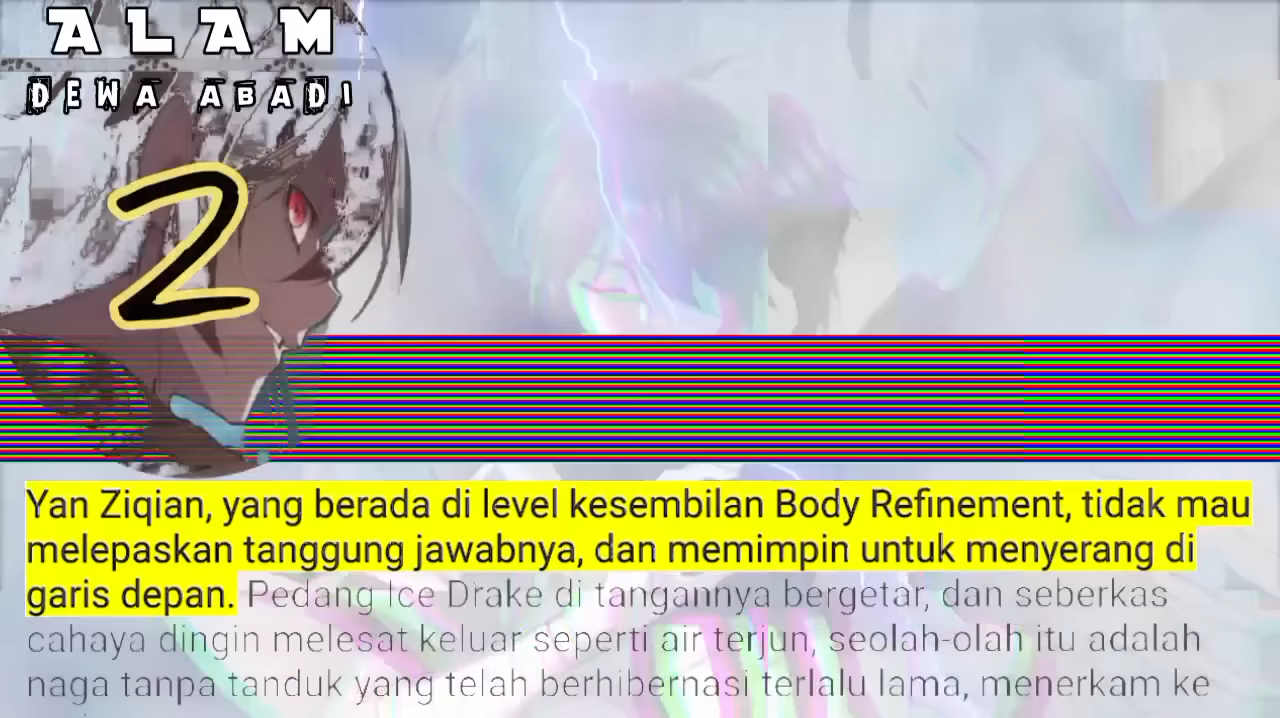 ALAM
DEWA ABADI
2
Yan Ziqian, yang berada di level kesembilan Body Refinement, tidak mau
melepaskan tanggung jawabnya, dan memimpin untuk menyerang di
garis depan. Pedang Ice Drake di tangannya bergetar, dan seberkas
cahaya dingin melesat keluar seperti air terjun, seolah-olah itu adalah
naga tanpa tanduk yang telah berhibernasi terlalu lama, menerkam ke